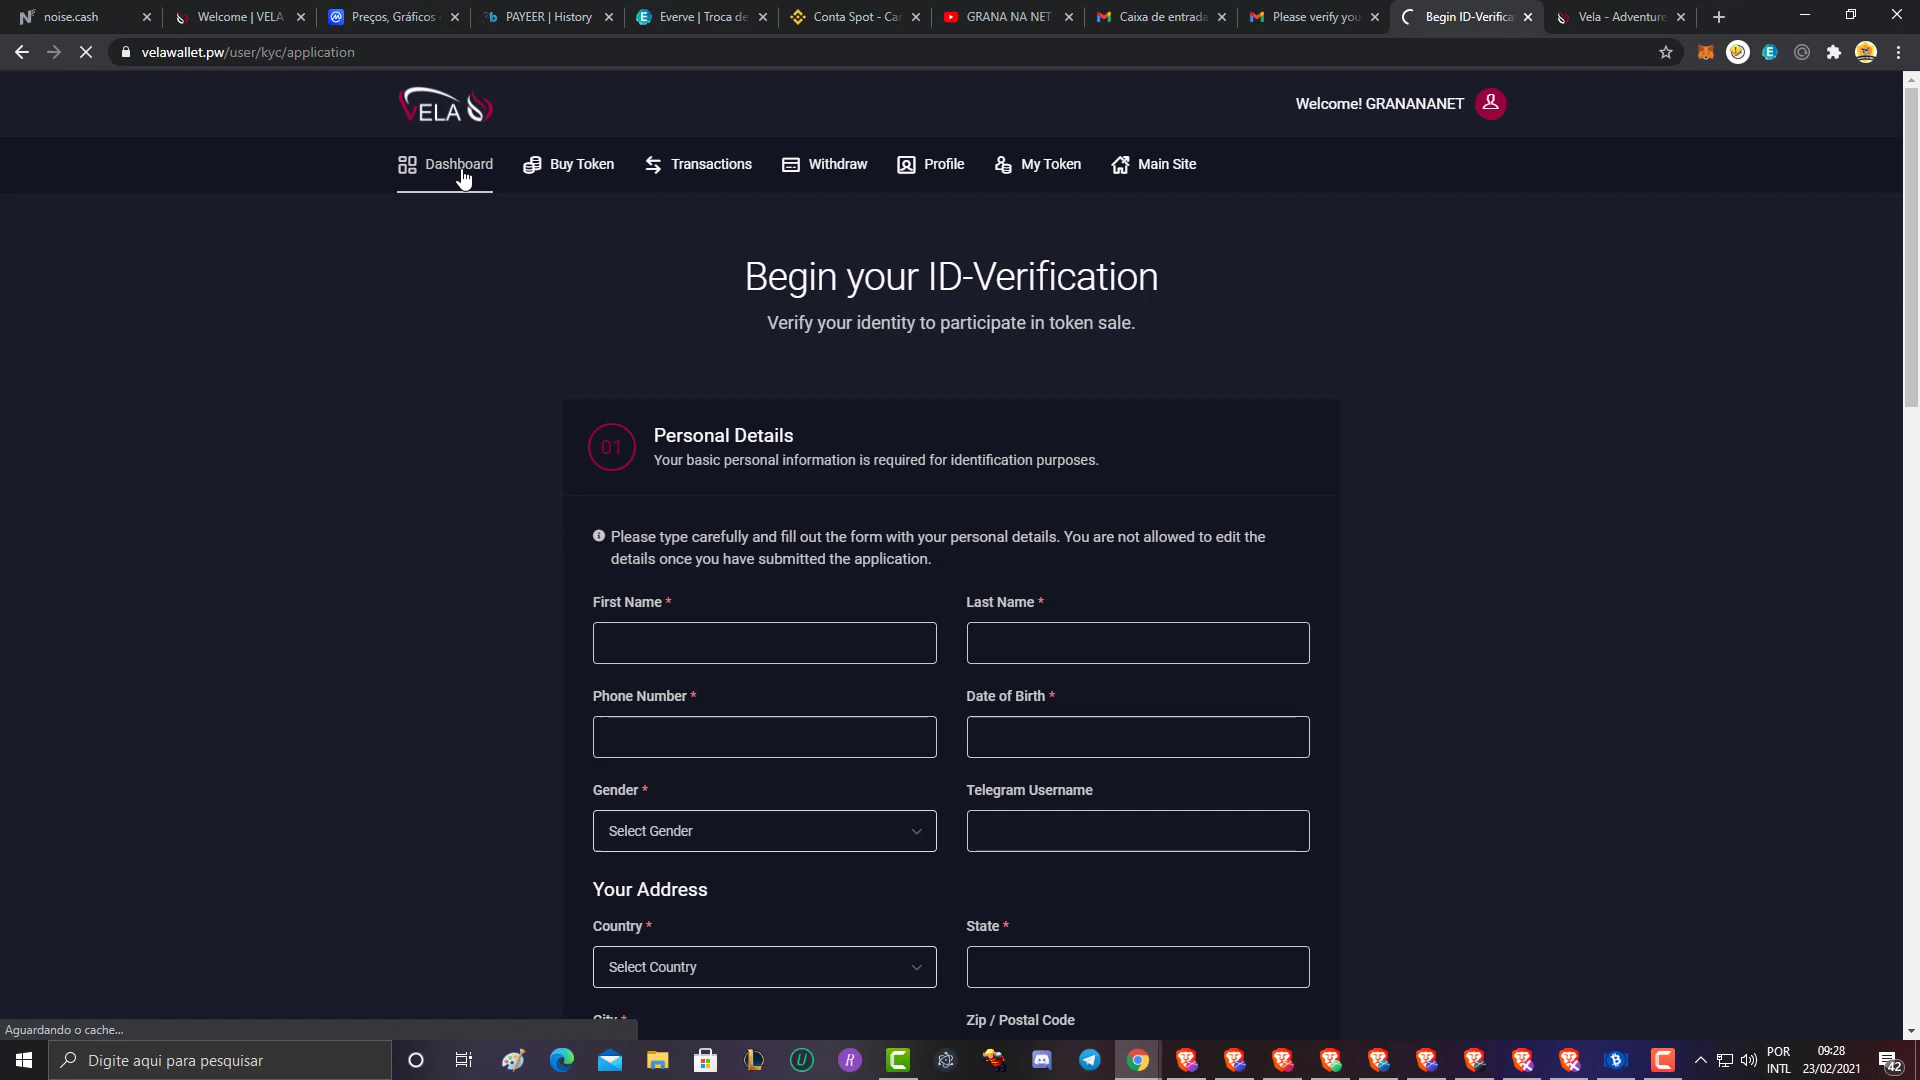 noise.cash
Welcome | VELA
Preços, Gráficos
PAYEER | History
Everve | Troca de
Conta Spot - Ca
GRANA NA NET
Caixa de entrada
Please verify you
Begin ID-Verifica
Vela - Adventure
velawallet.pw/user/kyc/application
VELA
Welcome! GRANANANET
Dashboard
Buy Token
Transactions
Withdraw
Profile
My Token
Main Site
Begin your ID-Verification
Verify your identity to participate in token sale.
01
Personal Details
Your basic personal information is required for identification purposes.
Please type carefully and fill out the form with your personal details. You are not allowed to edit the
details once you have submitted the application.
First Name *
Last Name *
Phone Number *
Date of Birth *
Gender *
Telegram Username
Select Gender
Your Address
Country *
State *
Select Country
City *
Zip / Postal Code
Aguardando o cache...
Digite aqui para pesquisar
POR
INTL
09:28
23/02/2021
42